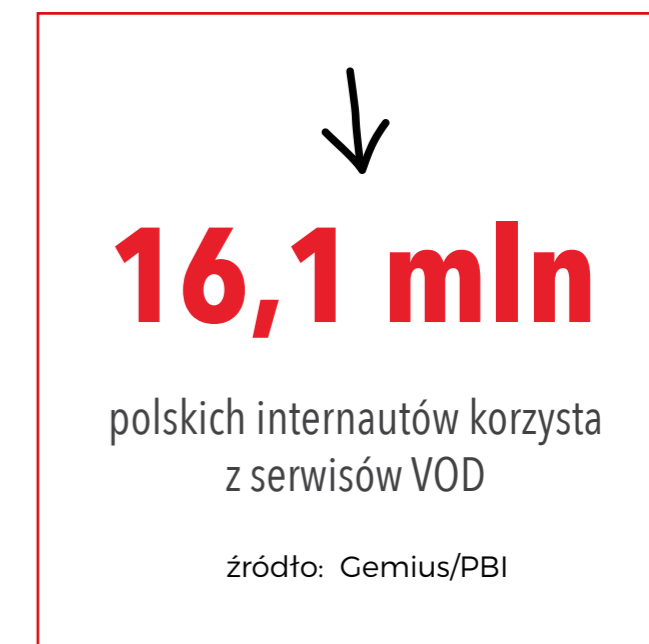 16,1 mln
polskich internautów korzysta
z serwisów VOD
źródło: Gemius/PBI